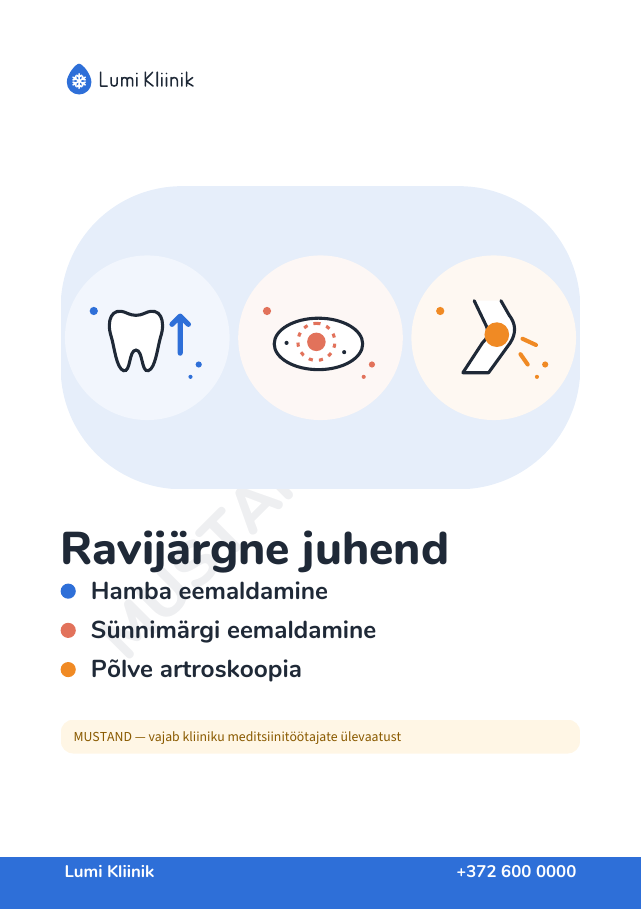 Lumi Kliinik
Ravijärgne juhend
Hamba eemaldamine
Sünnimärgi eemaldamine
Põlve artroskoopia
MUSTAND — vajab kliiniku meditsiinitöötajate ülevaatust
Lumi Kliinik
+372 600 0000